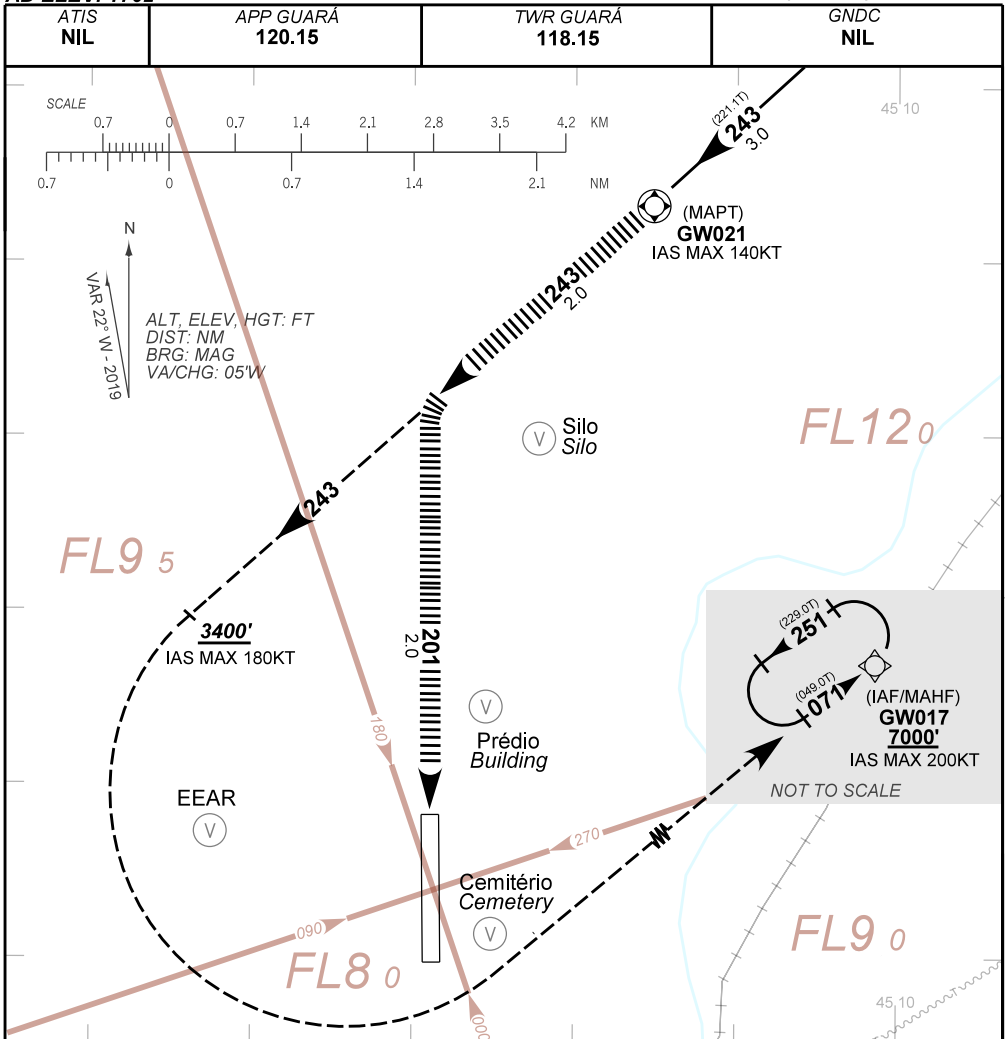 ATIS
NIL
APP GUARÁ
120.15
TWR GUARÁ
118.15
GNDC
NIL
SCALE
0.7 0 0.7 1.4 2.1 2.8 3.5 4.2 KM
0.7 0 0.7 1.4 2.1 NM
45 10
(221.1T)
243
3.0
(MAPT)
GW021
IAS MAX 140KT
N
VAR 22° W - 2019
ALT, ELEV, HGT: FT
DIST: NM
BRG: MAG
VA/CHG: 05'W
243
2.0
Silo
Silo
FL12 0
243
FL9 5
3400'
IAS MAX 180KT
201
2.0
(229.0T)
251
(049.0T)
071
(IAF/MAHF)
GW017
7000'
IAS MAX 200KT
NOT TO SCALE
180
Prédio
Building
EEAR
V
V
V
V
270
Cemitério
Cemetery
090
FL8 0
FL9 0
000
45 10
T
T